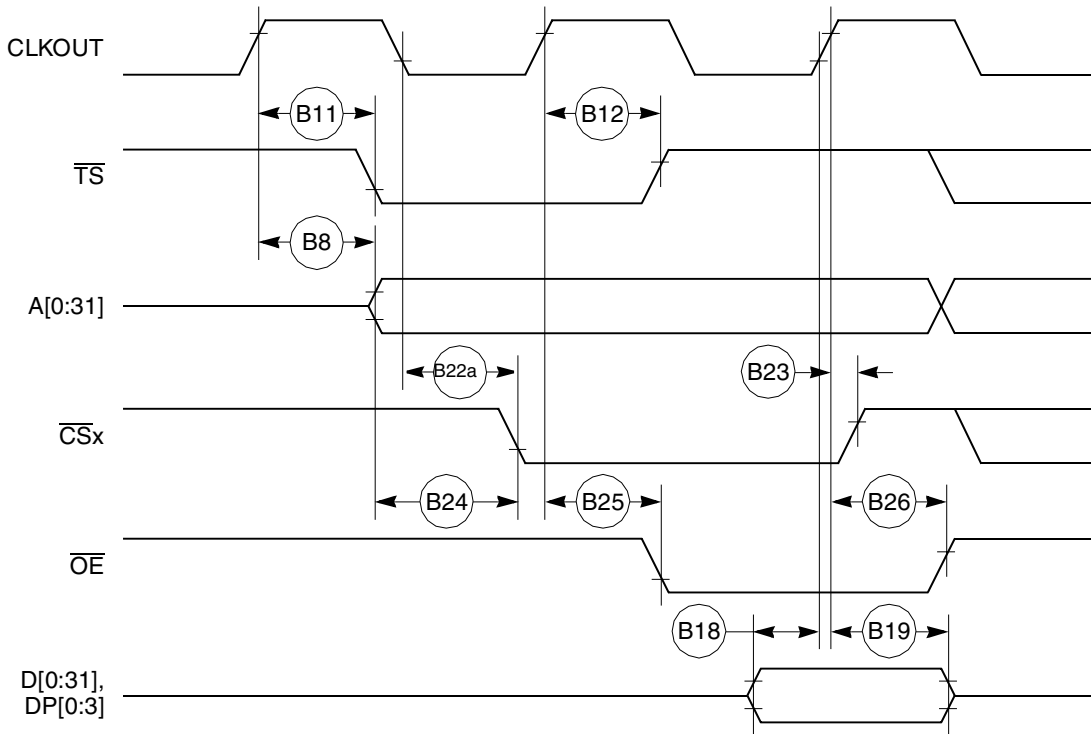 CLKOUT
B11
B12
TS
B8
A[0:31]
B22a
B23
CSx
B24
B25
B26
OE
B18
B19
D[0:31],
DP[0:3]